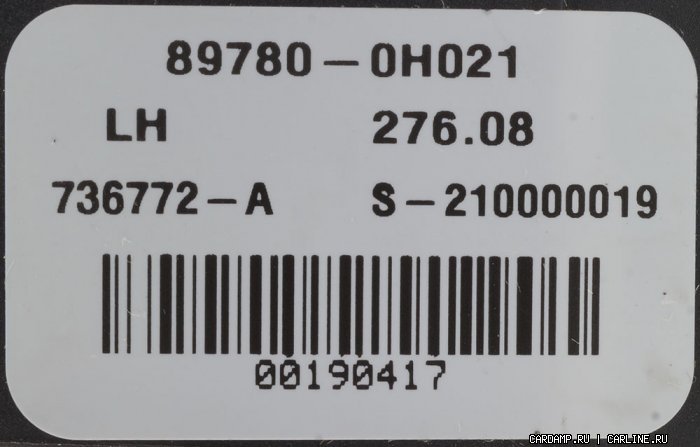 89780-0H021
LH 276.08
736772-A S-210000019
00190417
CARDAMP.RU | CARLINE.RU